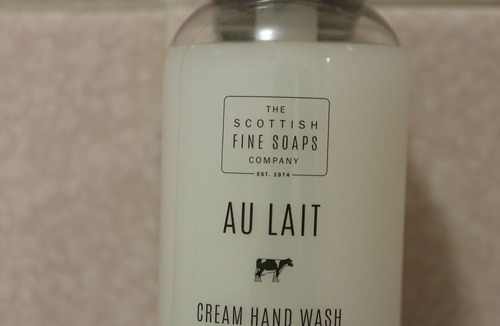 THE
SCOTTISH
FINE SOAPS
COMPANY
EST. 1974
AU LAIT
CREAM HAND WASH